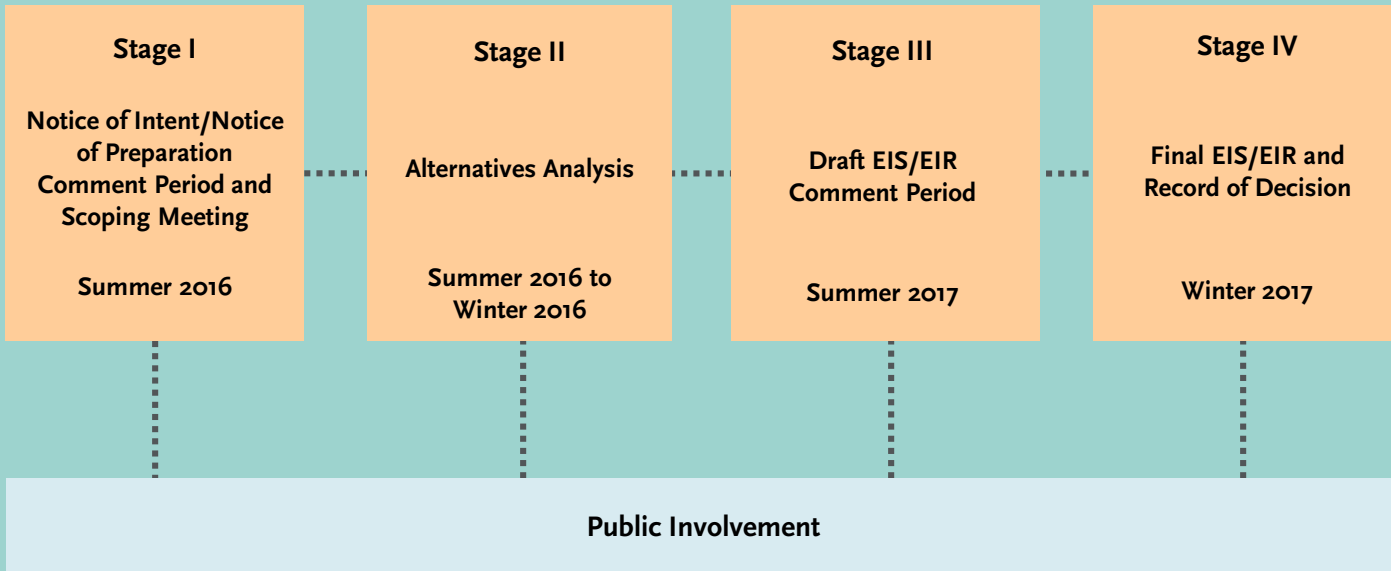 Stage I
Notice of Intent/Notice
of Preparation
Comment Period and
Scoping Meeting
Summer 2016
Stage II
Alternatives Analysis
Summer 2016 to
Winter 2016
Stage III
Draft EIS/EIR
Comment Period
Summer 2017
Stage IV
Final EIS/EIR and
Record of Decision
Winter 2017
Public Involvement